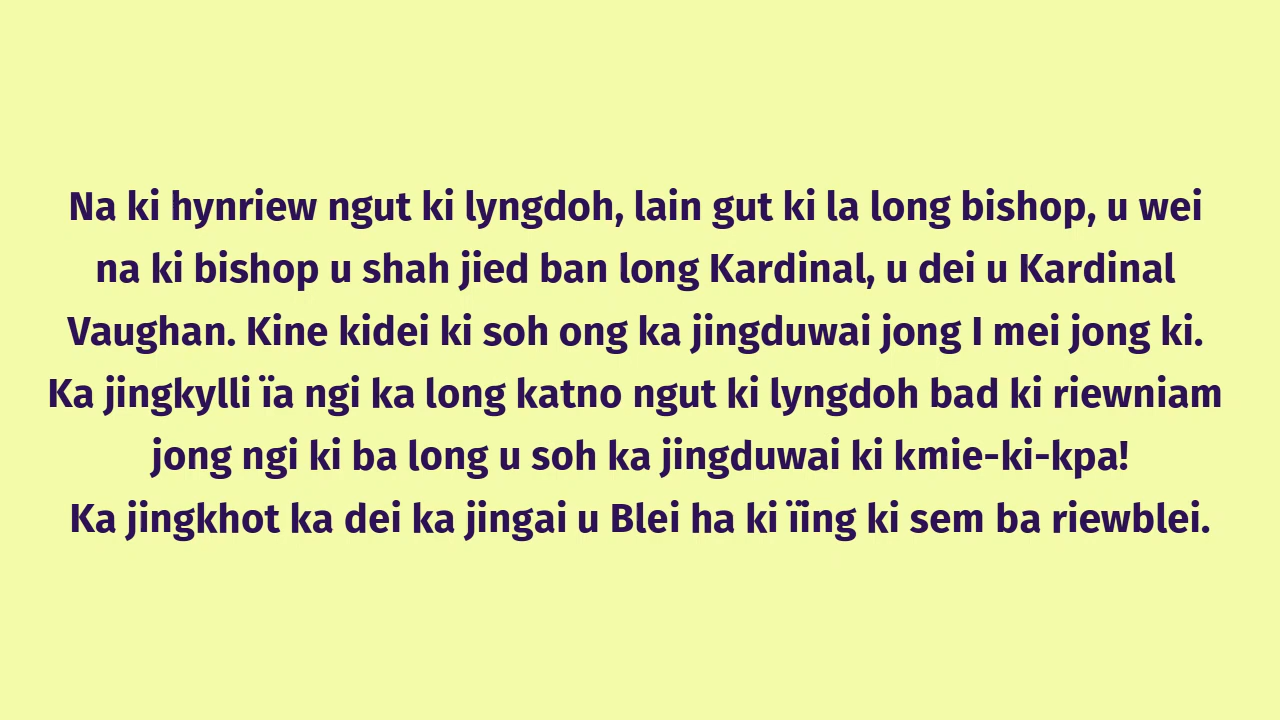 Na ki hynriew ngut ki lyngdoh, lain gut ki la long bishop, u wei
na ki bishop u shah jied ban long Kardinal, u dei u Kardinal
Vaughan. Kine kidei ki soh ong ka jingduwai jong I mei jong ki.
Ka jingkylli ïa ngi ka long katno ngut ki lyngdoh bad ki riewniam
jong ngi ki ba long u soh ka jingduwai ki kmie-ki-kpa!
Ka jingkhot ka dei ka jingai u Blei ha ki ïing ki sem ba riewblei.